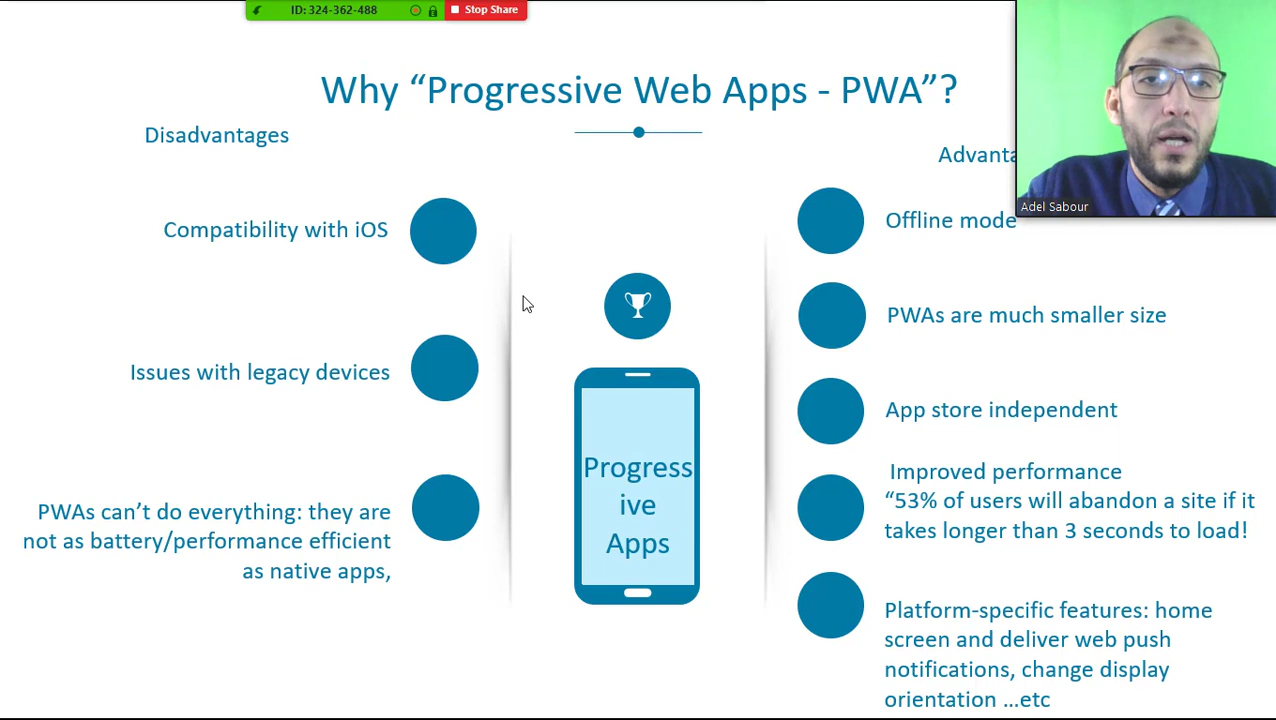 ID: 324-362-488
Stop Share
Adel Sabour
Why “Progressive Web Apps - PWA”?
Disadvantages
Compatibility with iOS
Issues with legacy devices
PWAs can’t do everything: they are
not as battery/performance efficient
as native apps,
Progress
ive
Apps
Advanta
Offline mode
PWAs are much smaller size
App store independent
Improved performance
“53% of users will abandon a site if it
takes longer than 3 seconds to load!
Platform-specific features: home
screen and deliver web push
notifications, change display
orientation …etc